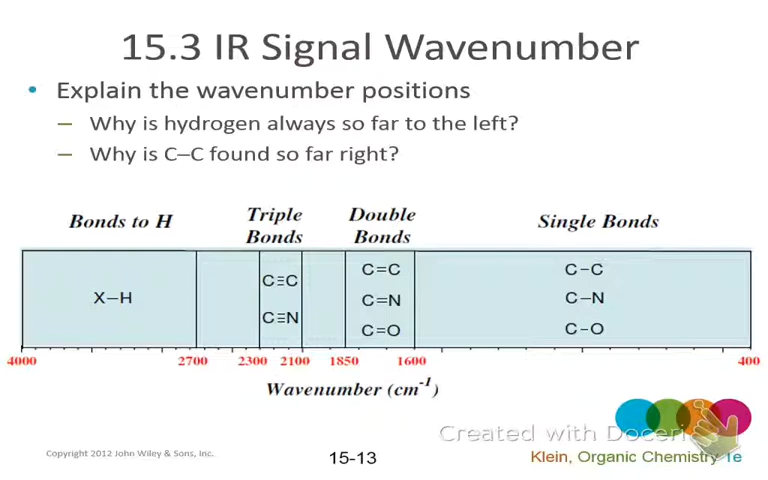 15.3 IR Signal Wavenumber
• Explain the wavenumber positions
– Why is hydrogen always so far to the left?
– Why is C–C found so far right?
Bonds to H
Triple
Bonds
Double
Bonds
Single Bonds
X–H
C≡C
C≡N
C=C
C=N
C=O
C–C
C–N
C–O
4000 2700 2300 2100 1850 1600 400
Wavenumber (cm⁻¹)
Created with
Copyright 2012 John Wiley & Sons, Inc.
15-13
Klein, Organic Chemistry 1e